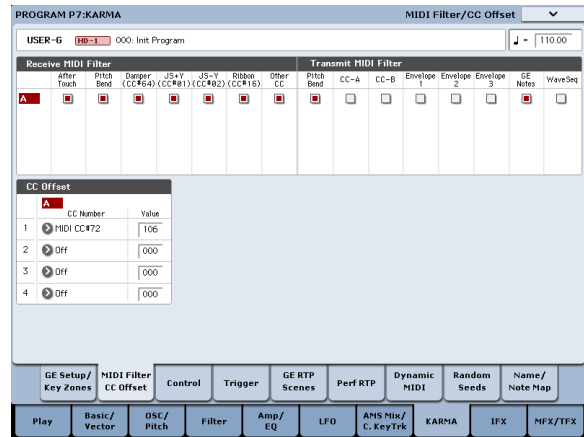 PROGRAM P7:KARMA MIDI Filter/CC Offset
USER-G HD-1 000: Init Program ♩= 110.00
Receive MIDI Filter Transmit MIDI Filter
After Touch Pitch Bend Damper (CC#64) JS+Y (CC#01) JS-Y (CC#02) Ribbon (CC#16) Other CC Pitch Bend CC-A CC-B Envelope 1 Envelope 2 Envelope 3 GE Notes WaveSeq
A
CC Offset
A
CC Number Value
1 MIDI CC#72 106
2 Off 000
3 Off 000
4 Off 000
GE Setup/ Key Zones MIDI Filter CC Offset Control Trigger GE RTP Scenes Perf RTP Dynamic MIDI Random Seeds Name/ Note Map
Play Basic/ Vector OSC/ Pitch Filter Amp/ EQ LFO AMS Mix/ C. KeyTrk KARMA IFX MFX/TFX